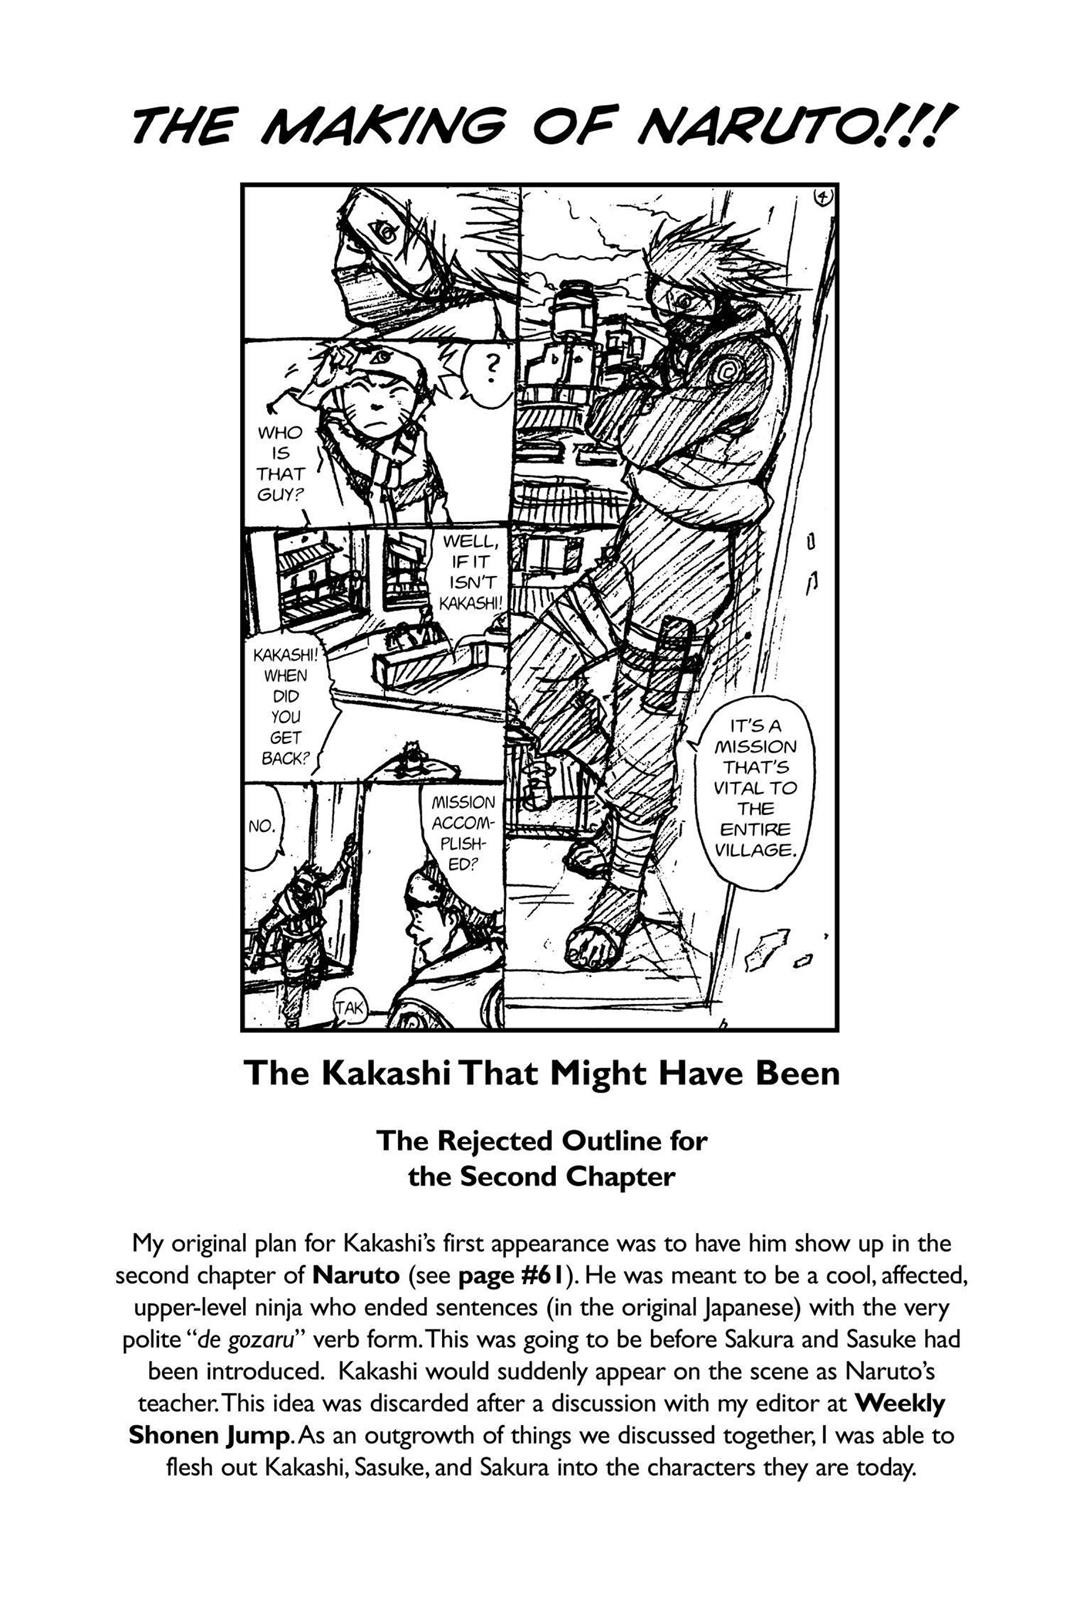 THE MAKING OF NARUTO!!!
4
?
WHO
IS
THAT
GUY?
WELL,
IF IT
ISN'T
KAKASHI!
KAKASHI!
WHEN
DID
YOU
GET
BACK?
MISSION
ACCOM-
PLISH-
ED?
NO.
TAK
IT'S A
MISSION
THAT'S
VITAL TO
THE
ENTIRE
VILLAGE.
The Kakashi That Might Have Been
The Rejected Outline for
the Second Chapter
My original plan for Kakashi's first appearance was to have him show up in the
second chapter of Naruto (see page #61). He was meant to be a cool, affected,
upper-level ninja who ended sentences (in the original Japanese) with the very
polite “de gozaru” verb form. This was going to be before Sakura and Sasuke had
been introduced. Kakashi would suddenly appear on the scene as Naruto's
teacher. This idea was discarded after a discussion with my editor at Weekly
Shonen Jump. As an outgrowth of things we discussed together, I was able to
flesh out Kakashi, Sasuke, and Sakura into the characters they are today.